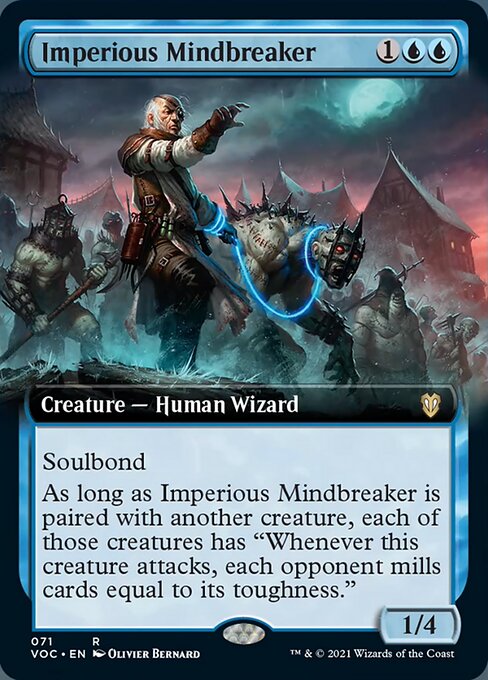 Imperious Mindbreaker 1
Creature — Human Wizard
Soulbond
As long as Imperious Mindbreaker is
paired with another creature, each of
those creatures has “Whenever this
creature attacks, each opponent mills
cards equal to its toughness.”
1/4
071 R
VOC • EN Olivier Bernard ™ & © 2021 Wizards of the Coast